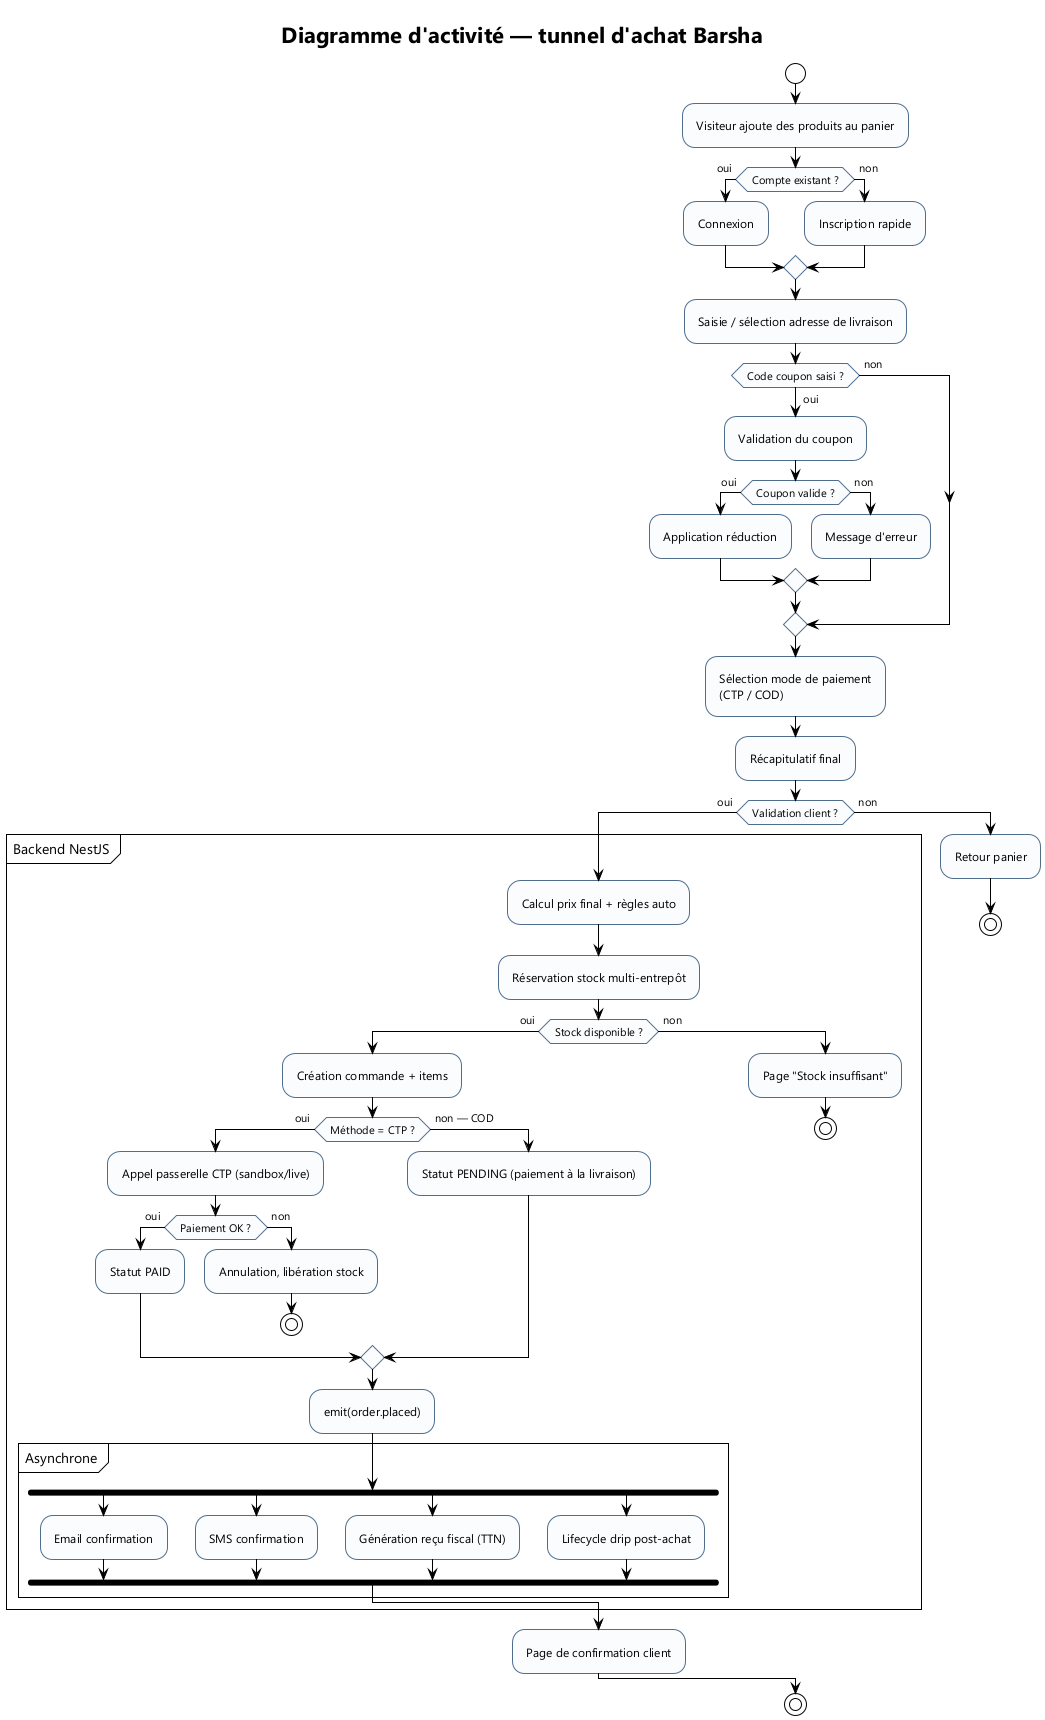 Diagramme d'activité — tunnel d'achat Barsha
Visiteur ajoute des produits au panier
oui
Compte existant ?
non
Connexion
Inscription rapide
Saisie / sélection adresse de livraison
Code coupon saisi ?
non
oui
Validation du coupon
oui
Coupon valide ?
non
Application réduction
Message d'erreur
Sélection mode de paiement
(CTP / COD)
Récapitulatif final
oui
Validation client ?
non
Backend NestJS
Retour panier
Calcul prix final + règles auto
Réservation stock multi-entrepôt
oui
Stock disponible ?
non
Création commande + items
Page "Stock insuffisant"
oui
Méthode = CTP ?
non — COD
Appel passerelle CTP (sandbox/live)
Statut PENDING (paiement à la livraison)
oui
Paiement OK ?
non
Statut PAID
Annulation, libération stock
emit(order.placed)
Asynchrone
Email confirmation
SMS confirmation
Génération reçu fiscal (TTN)
Lifecycle drip post-achat
Page de confirmation client